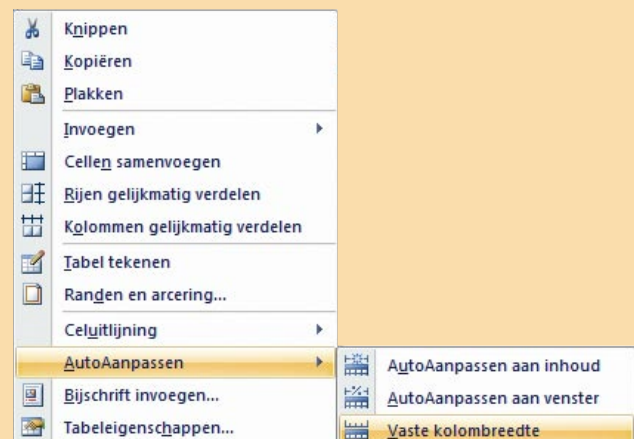 Knippen
Kopiëren
Plakken
Invoegen
Cellen samenvoegen
Rijen gelijkmatig verdelen
Kolommen gelijkmatig verdelen
Tabel tekenen
Randen en arcering...
Celuitlijning
AutoAanpassen
Bijschrift invoegen...
Tabeleigenschappen...
AutoAanpassen aan inhoud
AutoAanpassen aan venster
Vaste kolombreedte